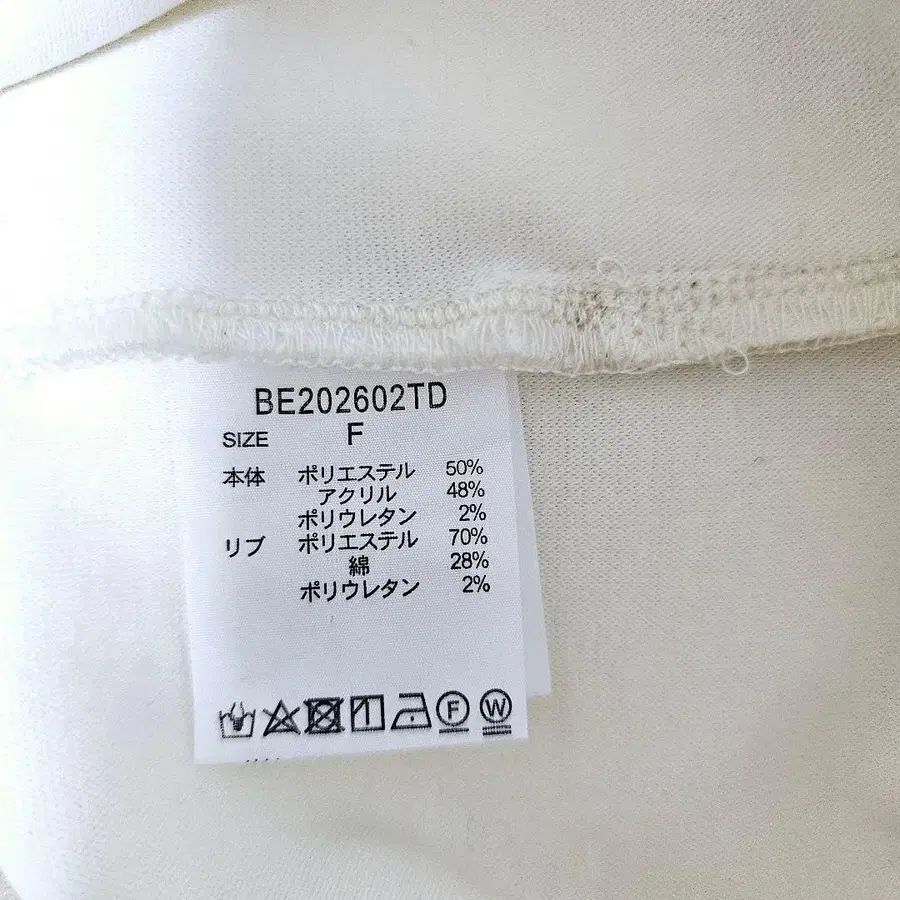 BE202602TD
SIZE F
本体 ポリエステル 50%
アクリル 48%
ポリウレタン 2%
リブ ポリエステル 70%
綿 28%
ポリウレタン 2%
F W